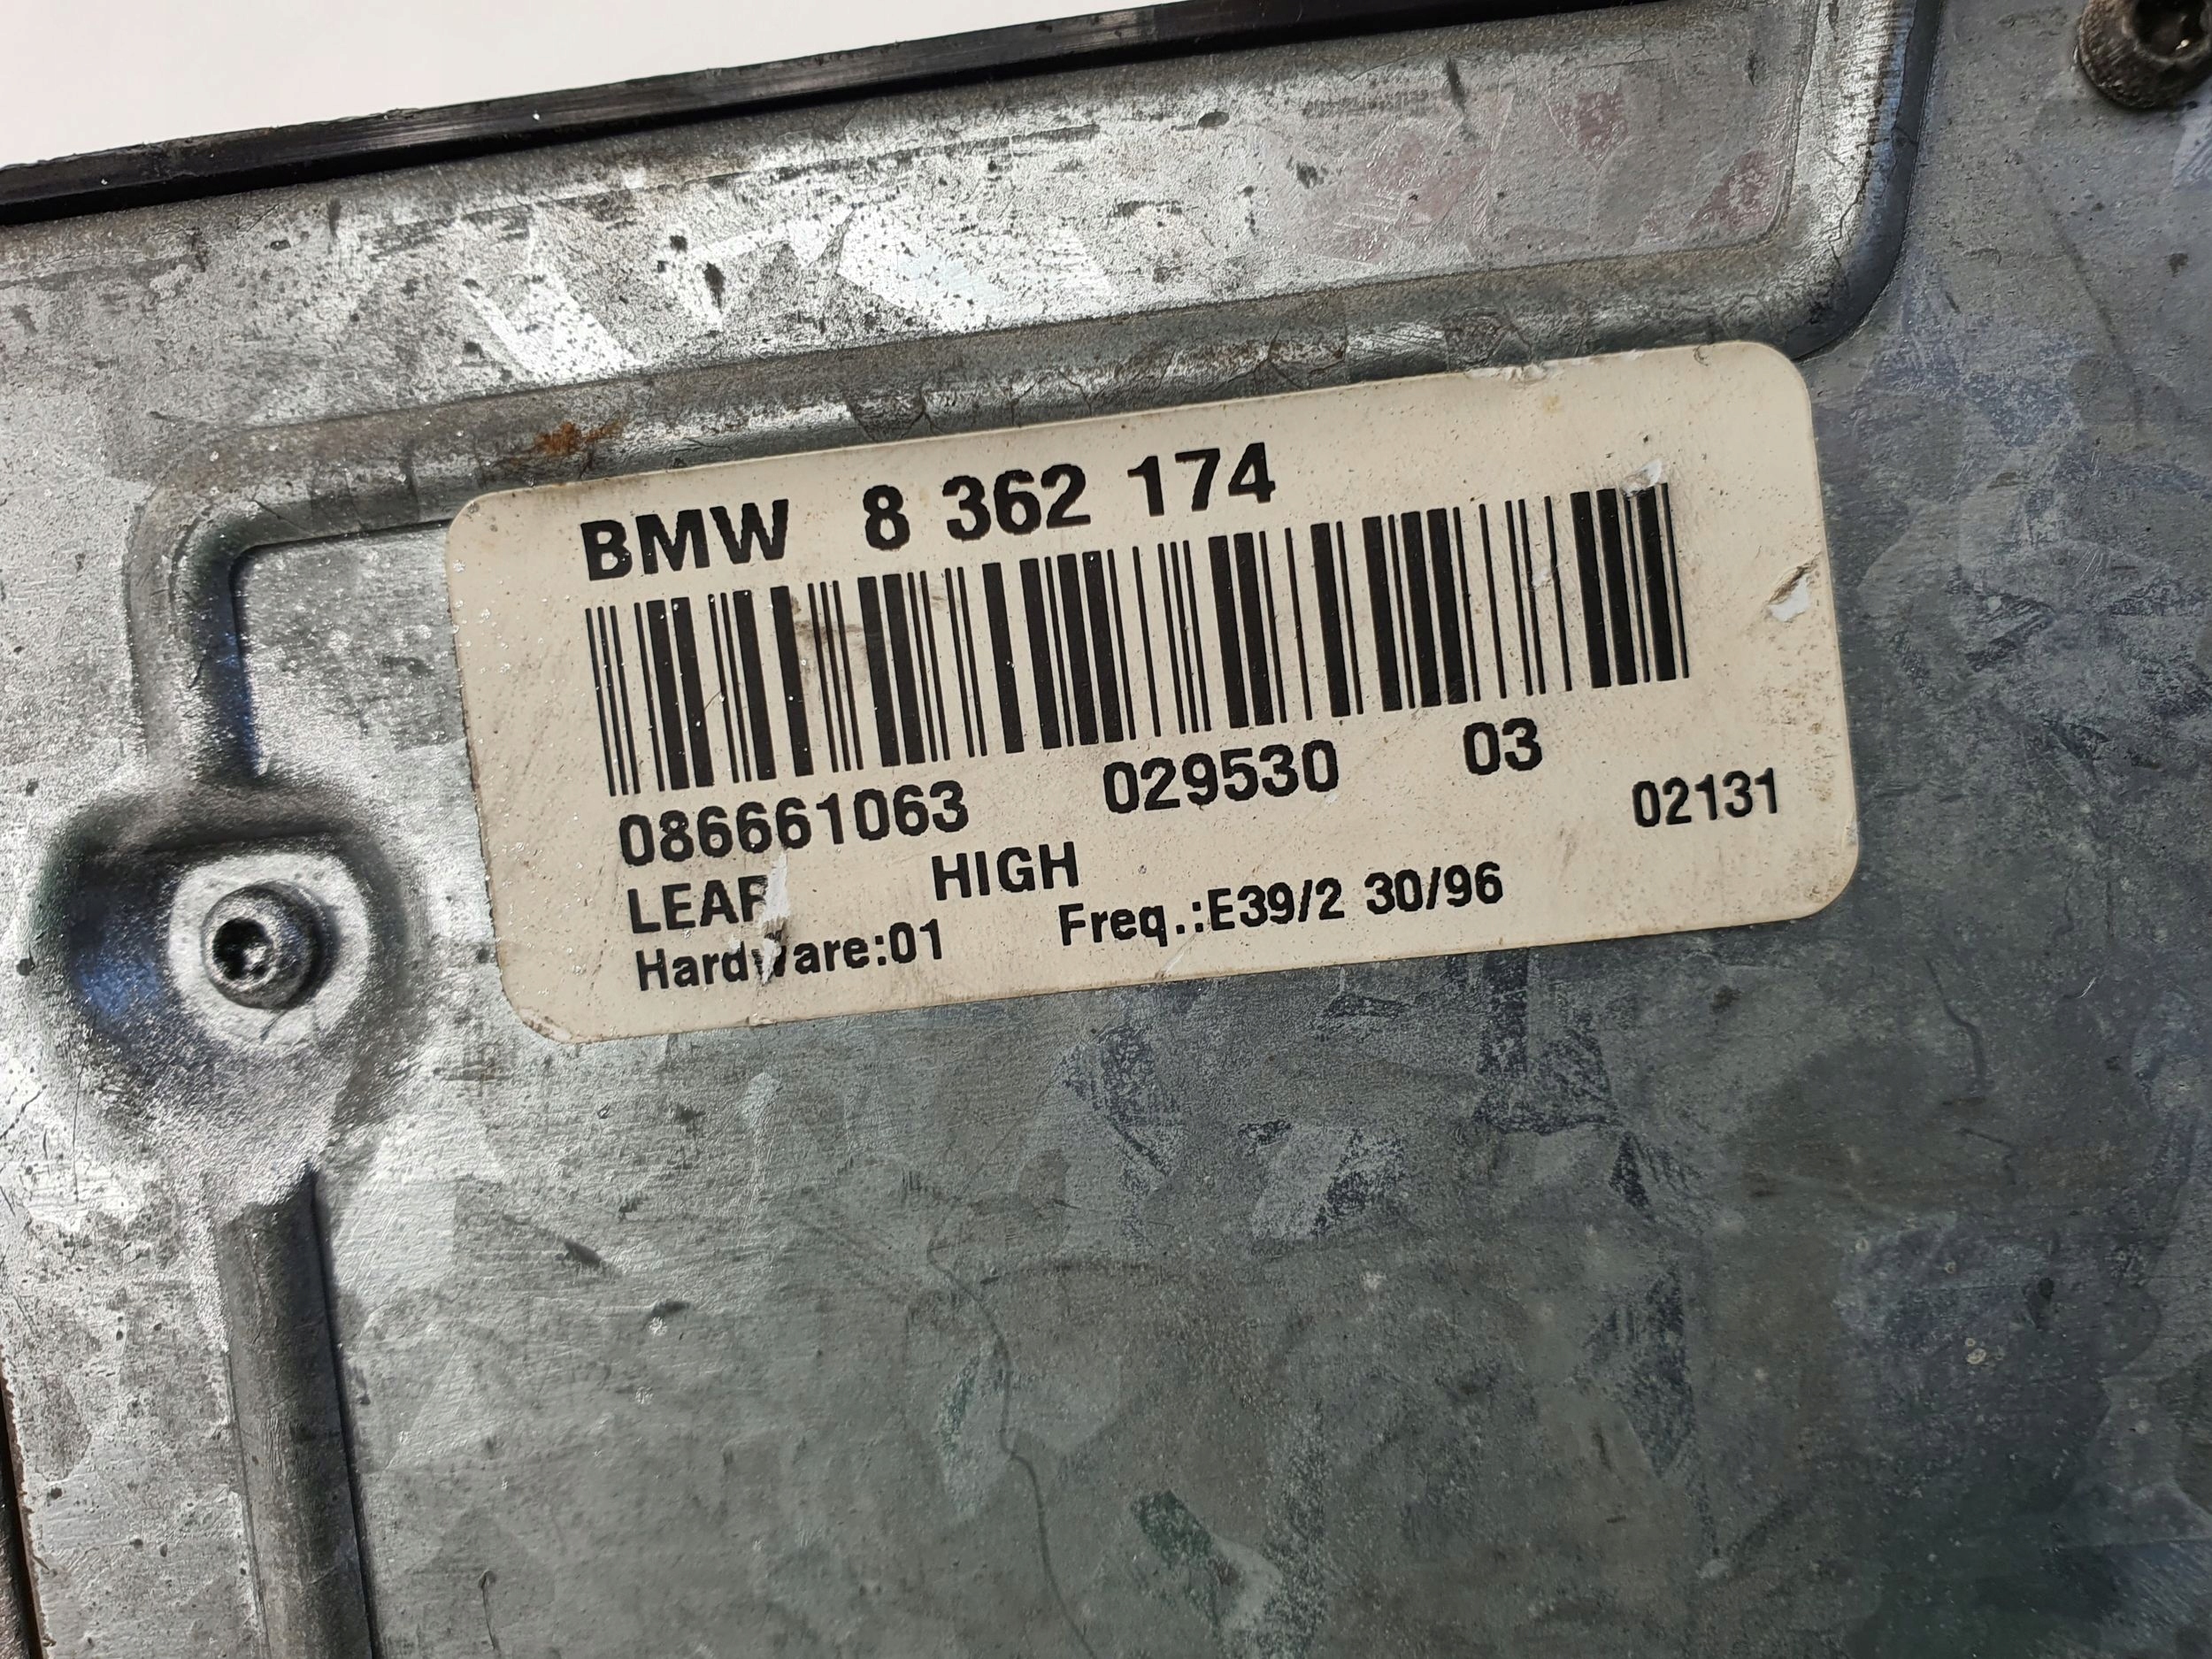 BMW 8 362 174
086661063 029530 03
02131
LEAR HIGH
Hardware:01 Freq.:E39/2 30/96